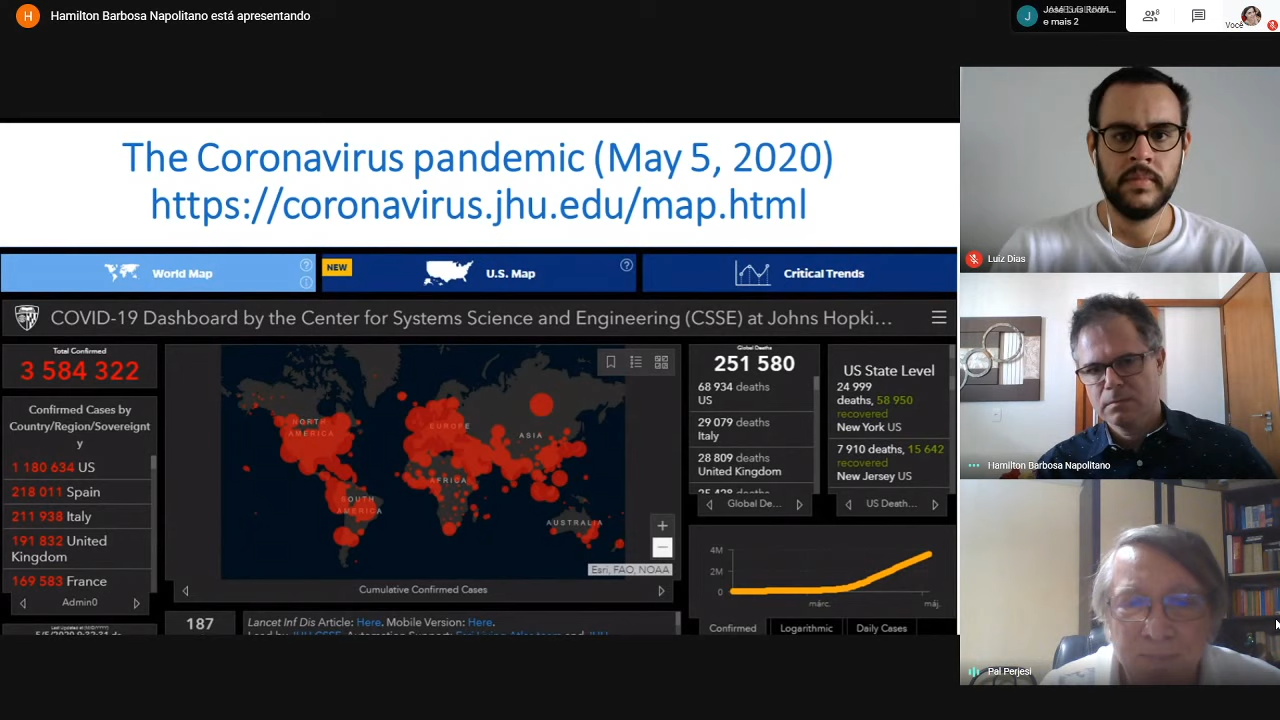 H
Hamilton Barbosa Napolitano está apresentando
J
e mais 2
8
Você
The Coronavirus pandemic (May 5, 2020)
https://coronavirus.jhu.edu/map.html
World Map
NEW
U.S. Map
Critical Trends
COVID-19 Dashboard by the Center for Systems Science and Engineering (CSSE) at Johns Hopki...
Total Confirmed
3 584 322
Confirmed Cases by
Country/Region/Sovereignt
y
1 180 634 US
218 011 Spain
211 938 Italy
191 832 United
Kingdom
169 583 France
Admin0
NORTH
AMERICA
EUROPE
ASIA
AFRICA
SOUTH
AMERICA
AUSTRALIA
+
−
Esri, FAO, NOAA
Cumulative Confirmed Cases
Global Deaths
251 580
68 934 deaths
US
29 079 deaths
Italy
28 809 deaths
United Kingdom
deaths
Global De...
US State Level
24 999
deaths, 58 950
recovered
New York US
7 910 deaths, 15 642
recovered
New Jersey US
US Death...
4M
2M
0
márc.
máj.
Confirmed
Logarithmic
Daily Cases
187
Lancet Inf Dis Article: Here. Mobile Version: Here.
Luiz Dias
Hamilton Barbosa Napolitano
Pal Perjesi